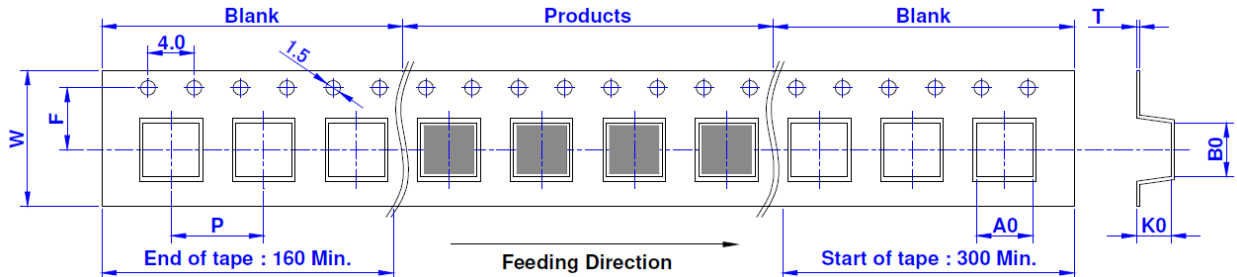 Blank
Products
Blank
T
4.0
1.5
F
W
B0
P
A0
K0
End of tape : 160 Min.
Feeding Direction
Start of tape : 300 Min.